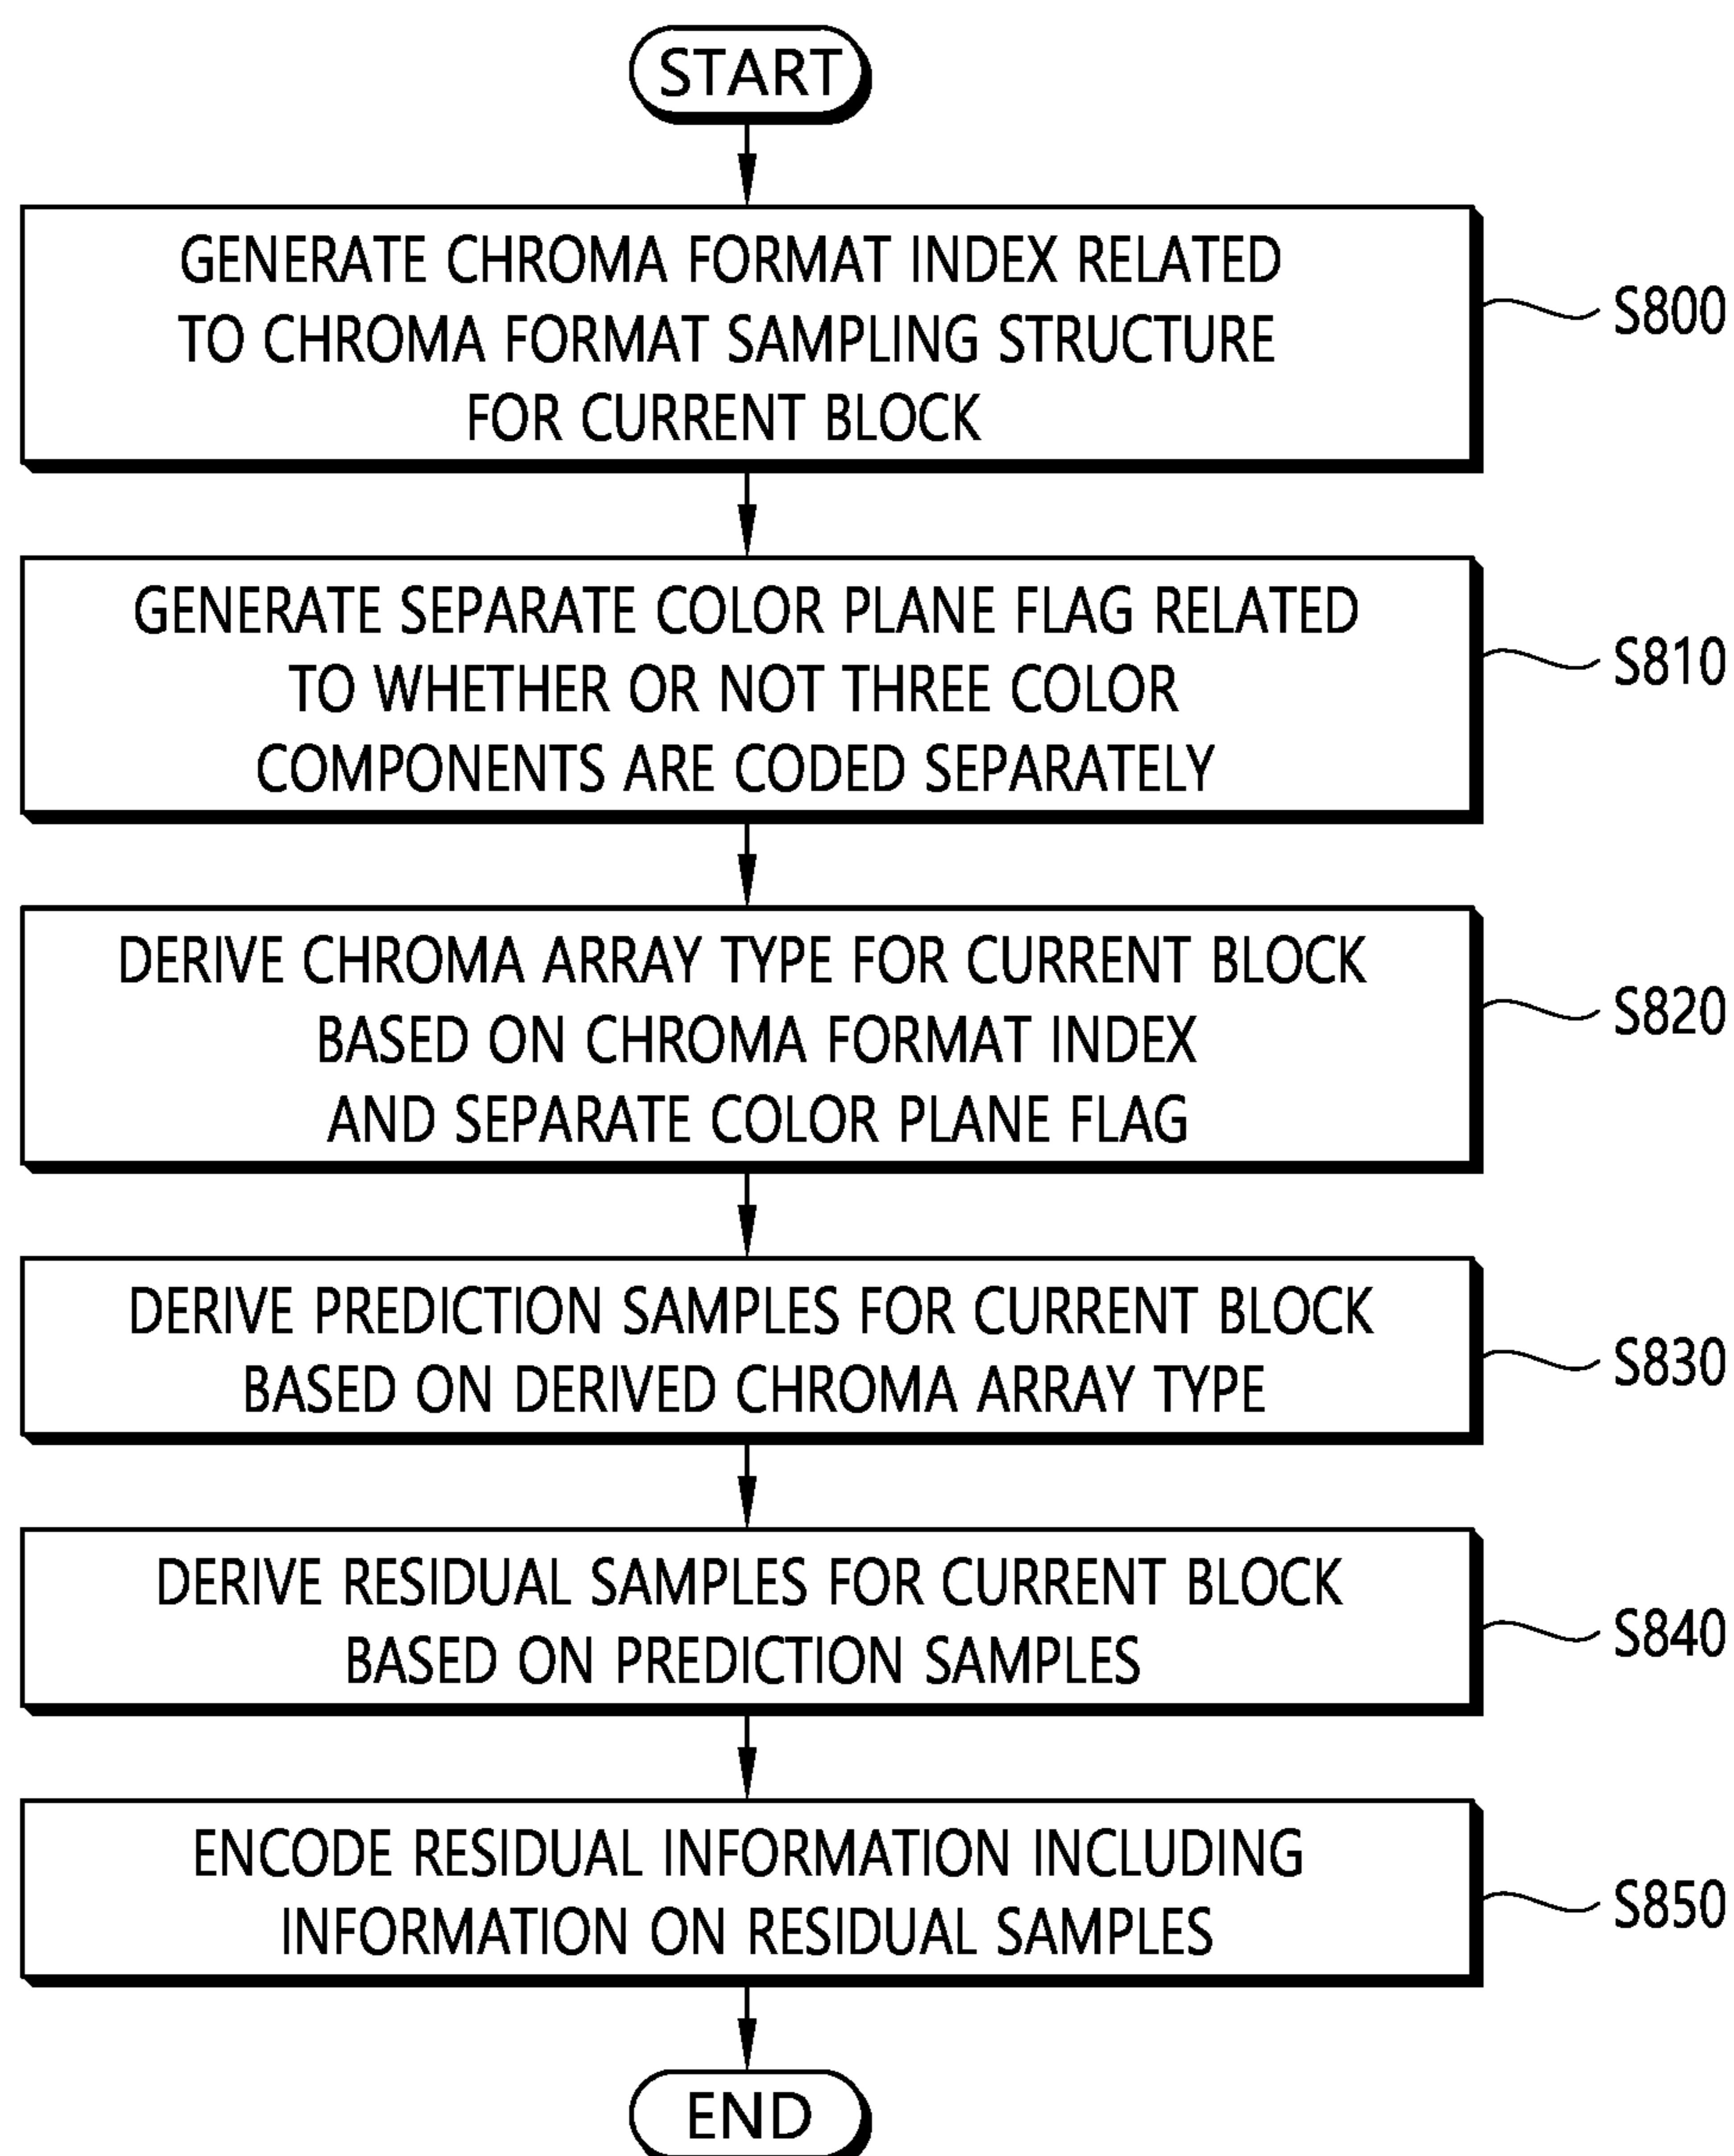 START
GENERATE CHROMA FORMAT INDEX RELATED
TO CHROMA FORMAT SAMPLING STRUCTURE
FOR CURRENT BLOCK
S800
GENERATE SEPARATE COLOR PLANE FLAG RELATED
TO WHETHER OR NOT THREE COLOR
COMPONENTS ARE CODED SEPARATELY
S810
DERIVE CHROMA ARRAY TYPE FOR CURRENT BLOCK
BASED ON CHROMA FORMAT INDEX
AND SEPARATE COLOR PLANE FLAG
S820
DERIVE PREDICTION SAMPLES FOR CURRENT BLOCK
BASED ON DERIVED CHROMA ARRAY TYPE
S830
DERIVE RESIDUAL SAMPLES FOR CURRENT BLOCK
BASED ON PREDICTION SAMPLES
S840
ENCODE RESIDUAL INFORMATION INCLUDING
INFORMATION ON RESIDUAL SAMPLES
S850
END